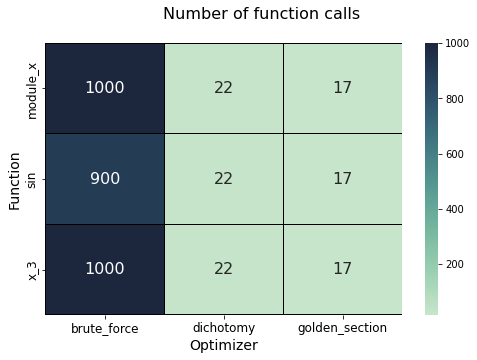 Number of function calls
module_x 1000 22 17 1000
800
sin 900 22 17 600
400
x_3 1000 22 17 200
brute_force dichotomy golden_section
Function
Optimizer